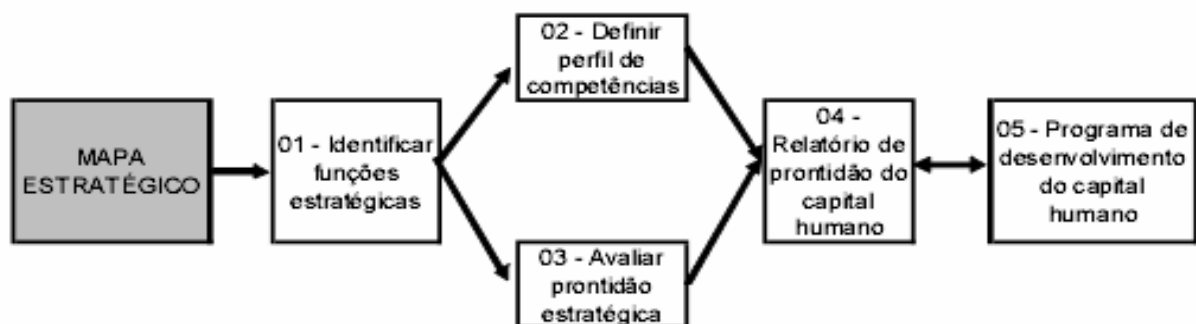 MAPA
ESTRATÉGICO
01 - Identificar
funções
estratégicas
02 - Definir
perfil de
competências
03 - Avaliar
prontidão
estratégica
04 -
Relatório de
prontidão do
capital
humano
05 - Programa de
desenvolvimento
do capital
humano